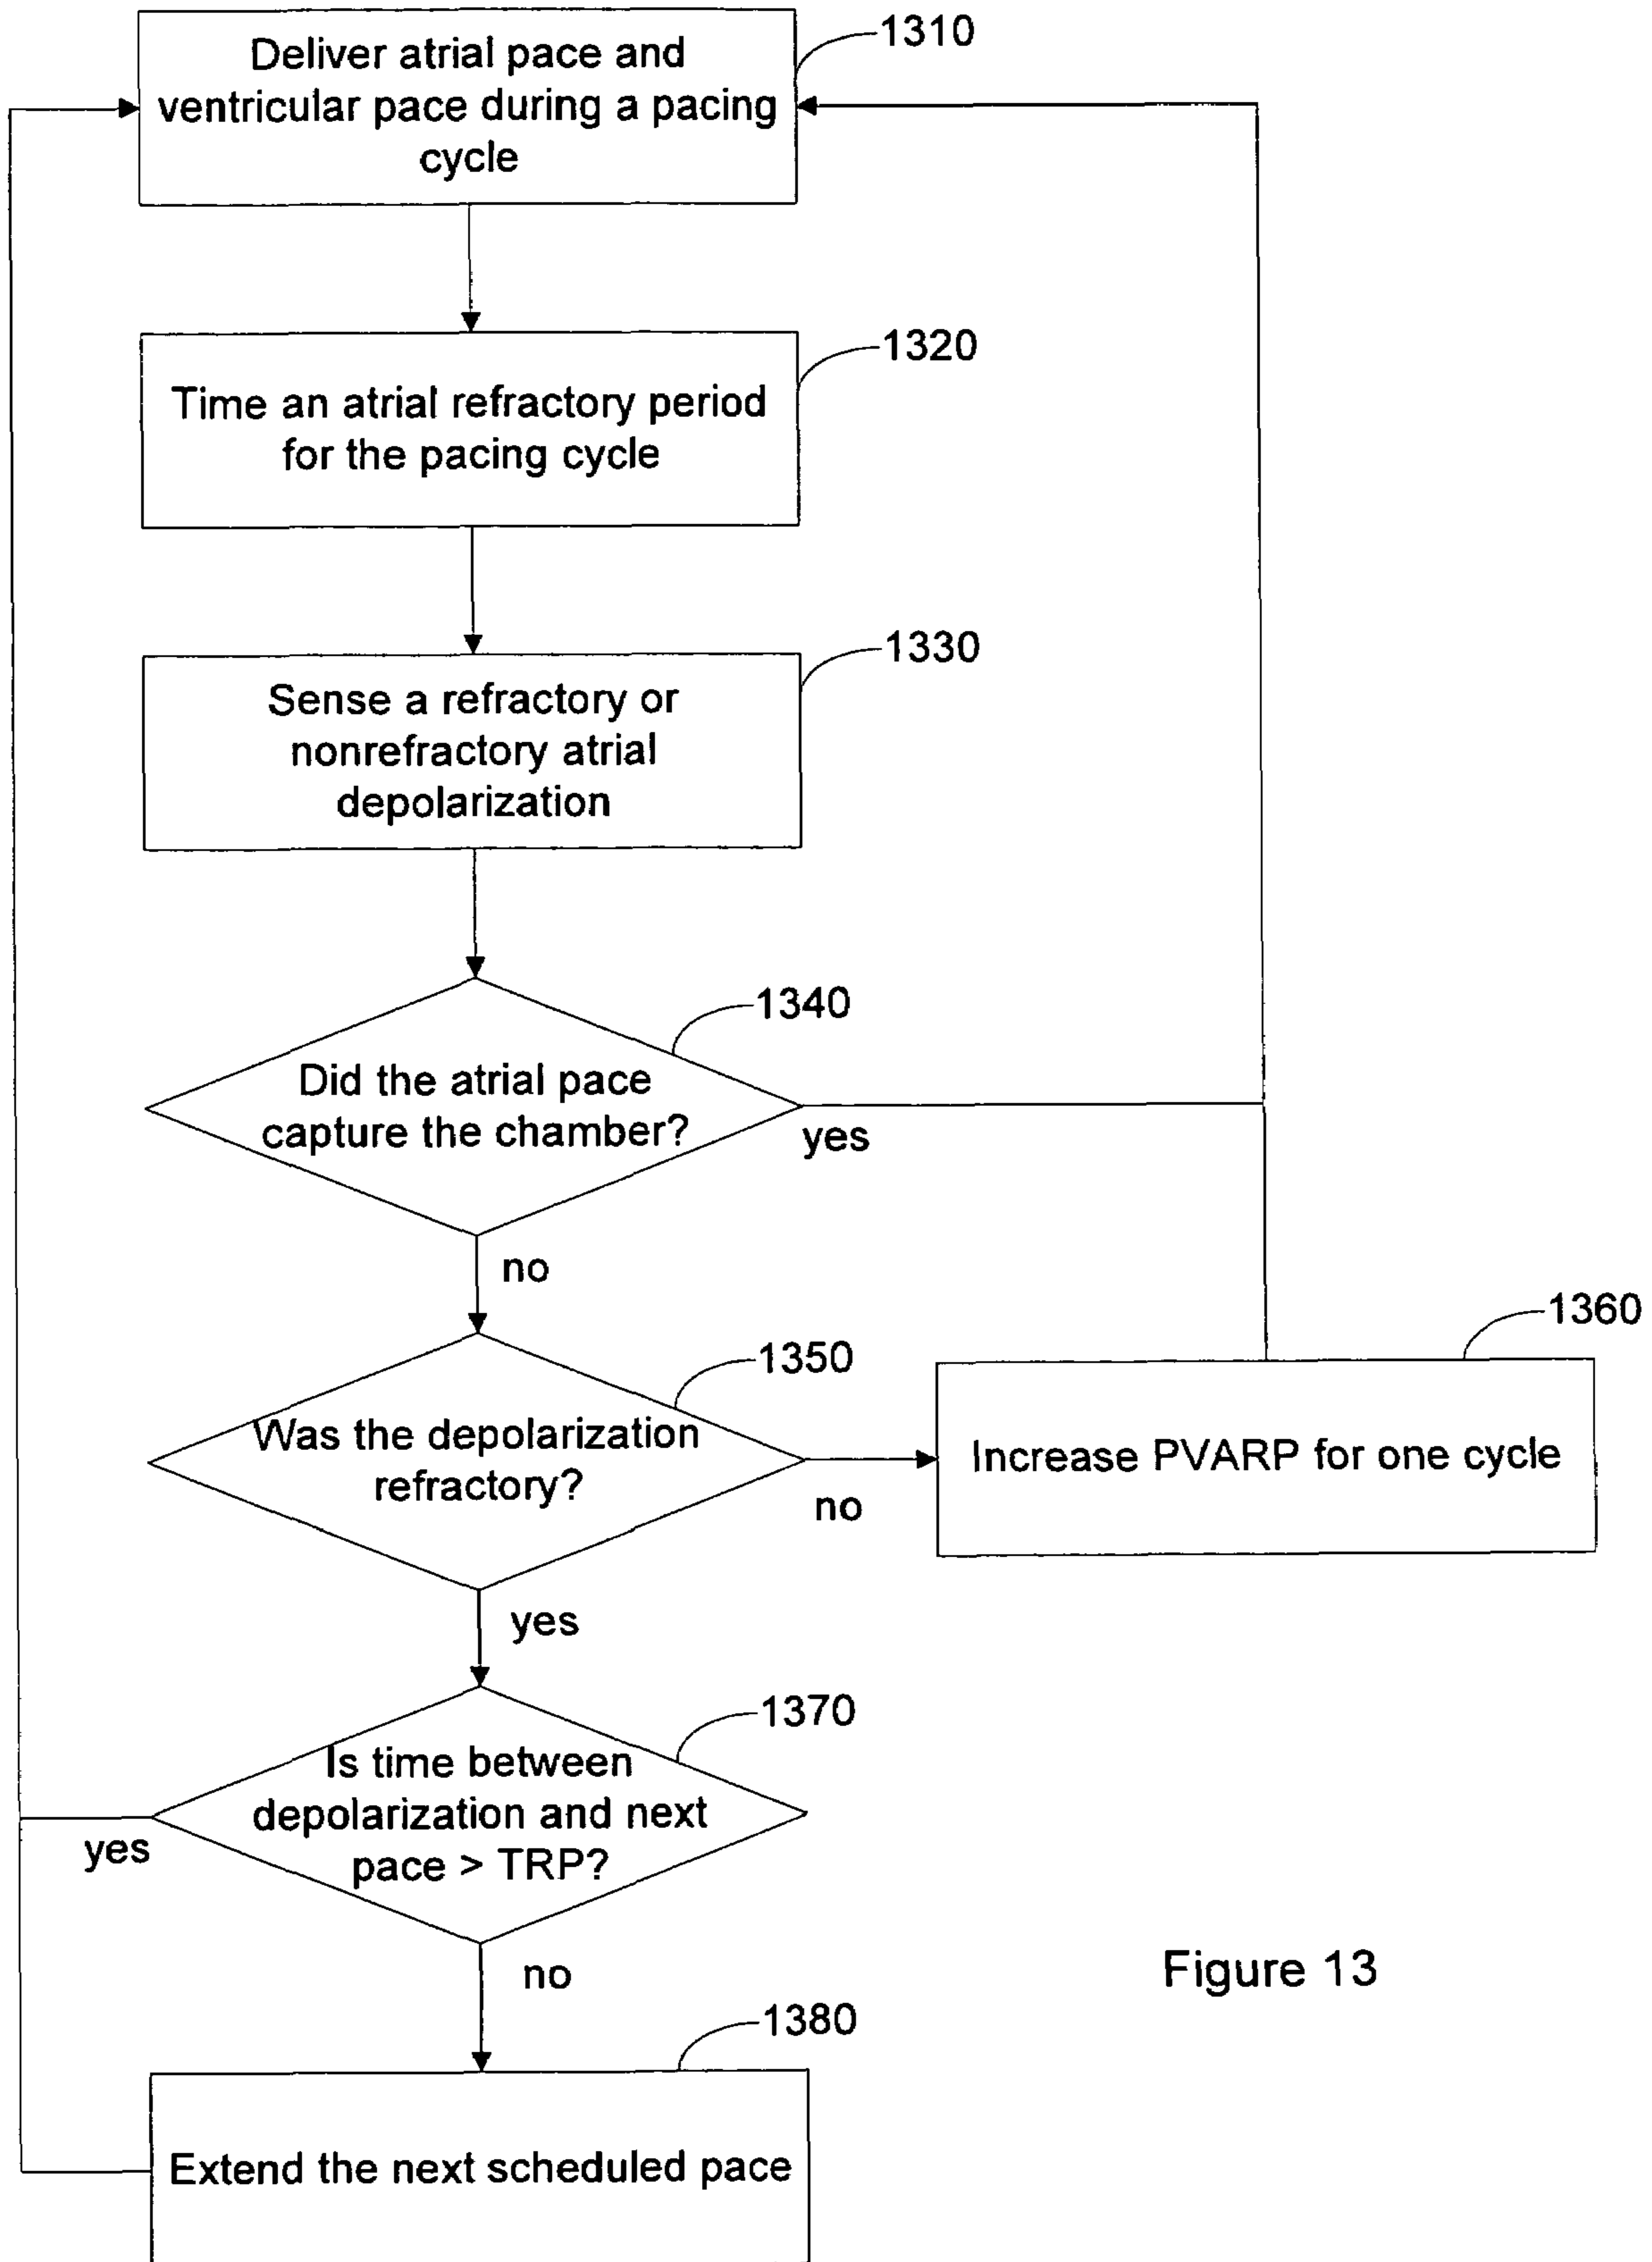 1310
Deliver atrial pace and
ventricular pace during a pacing
cycle
1320
Time an atrial refractory period
for the pacing cycle
1330
Sense a refractory or
nonrefractory atrial
depolarization
1340
Did the atrial pace
capture the chamber?
yes
no
1350
Was the depolarization
refractory?
no
yes
1360
Increase PVARP for one cycle
1370
Is time between
depolarization and next
pace > TRP?
yes
no
1380
Extend the next scheduled pace
Figure 13